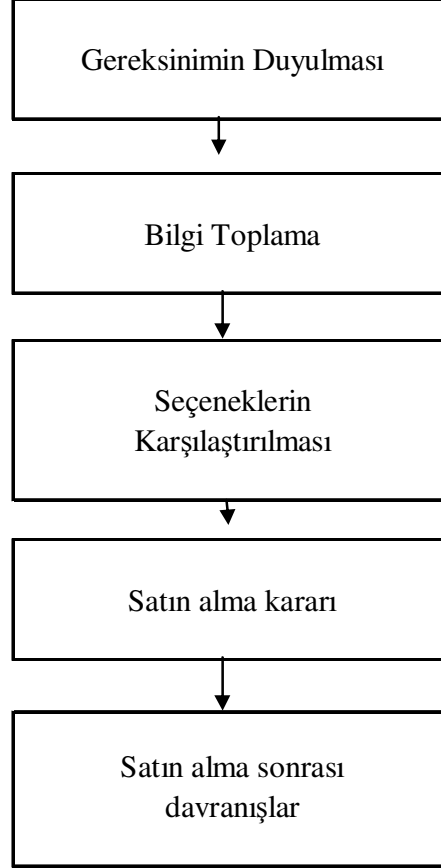 Gereksinimin Duyulması
Bilgi Toplama
Seçeneklerin
Karşılaştırılması
Satın alma kararı
Satın alma sonrası
davranışlar